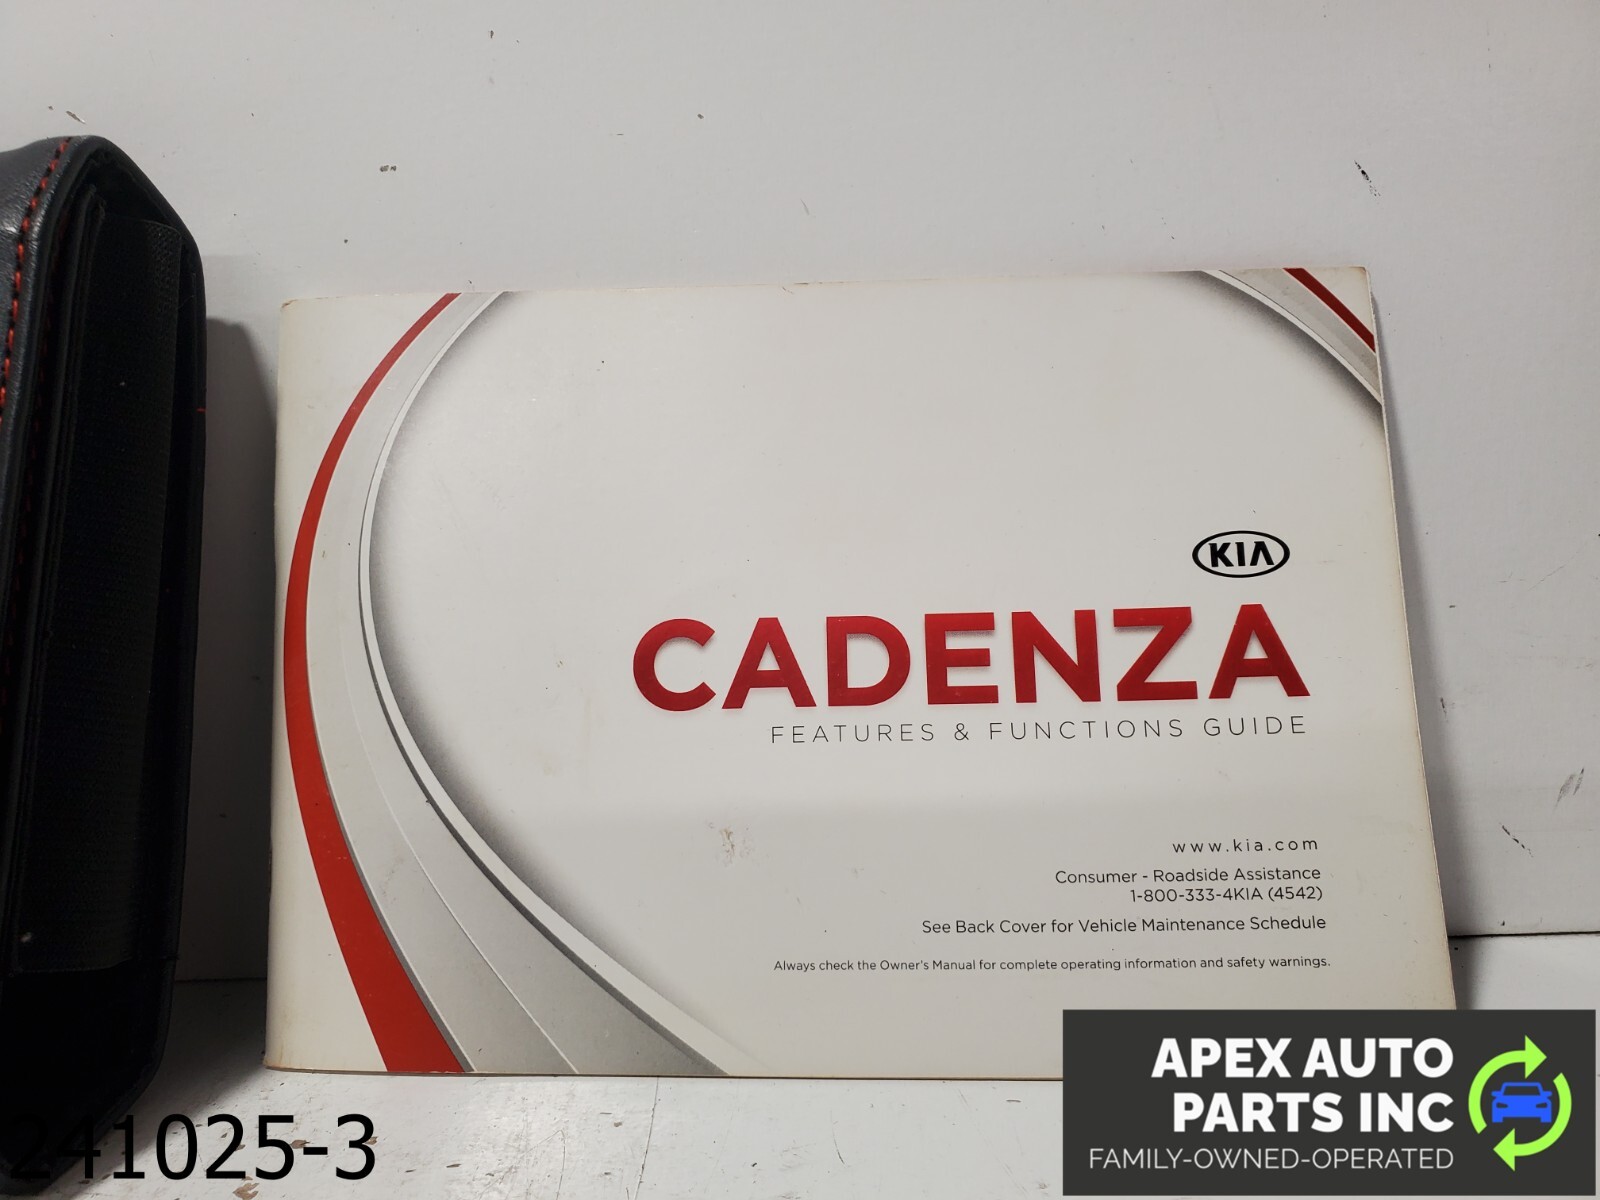 KIA
CADENZA
FEATURES & FUNCTIONS GUIDE
www.kia.com
Consumer - Roadside Assistance
1-800-333-4KIA (4542)
See Back Cover for Vehicle Maintenance Schedule
Always check the Owner's Manual for complete operating information and safety warnings.
APEX AUTO
PARTS INC
FAMILY-OWNED-OPERATED
241025-3